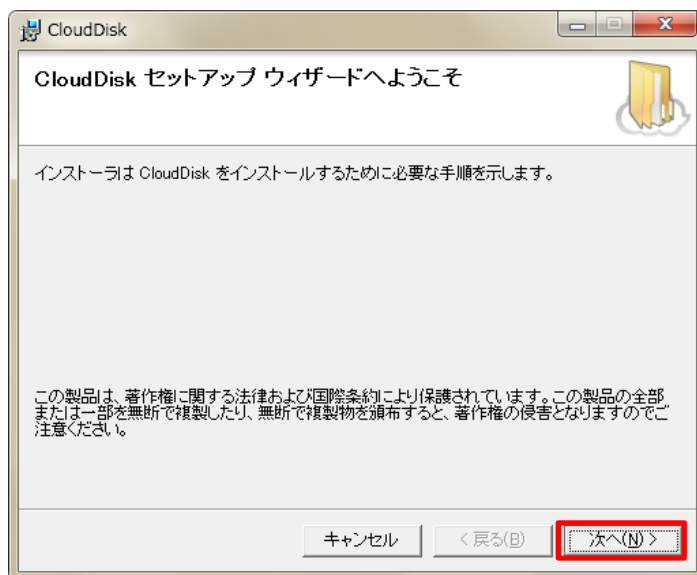 CloudDisk
CloudDisk セットアップ ウィザードへようこそ
インストーラは CloudDisk をインストールするために必要な手順を示します。
この製品は、著作権に関する法律および国際条約により保護されています。この製品の全部
または一部を無断で複製したり、無断で複製物を頒布すると、著作権の侵害となりますのでご
注意ください。
キャンセル
< 戻る(B)
次へ(N) >